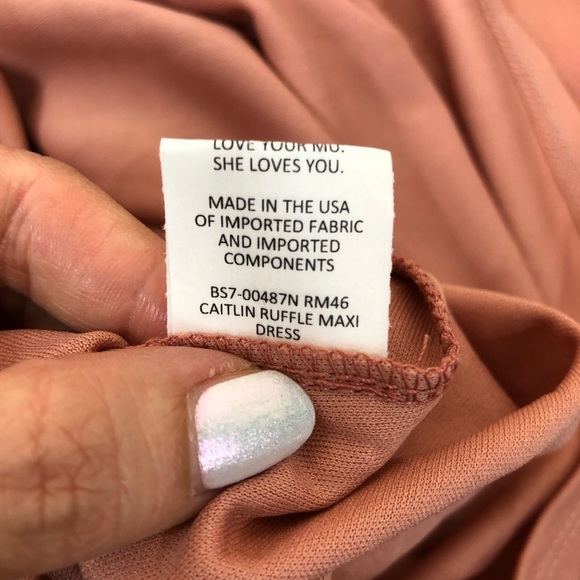 LOVE YOUR MU.
SHE LOVES YOU.
MADE IN THE USA
OF IMPORTED FABRIC
AND IMPORTED
COMPONENTS
BS7-00487N RM46
CAITLIN RUFFLE MAXI
DRESS